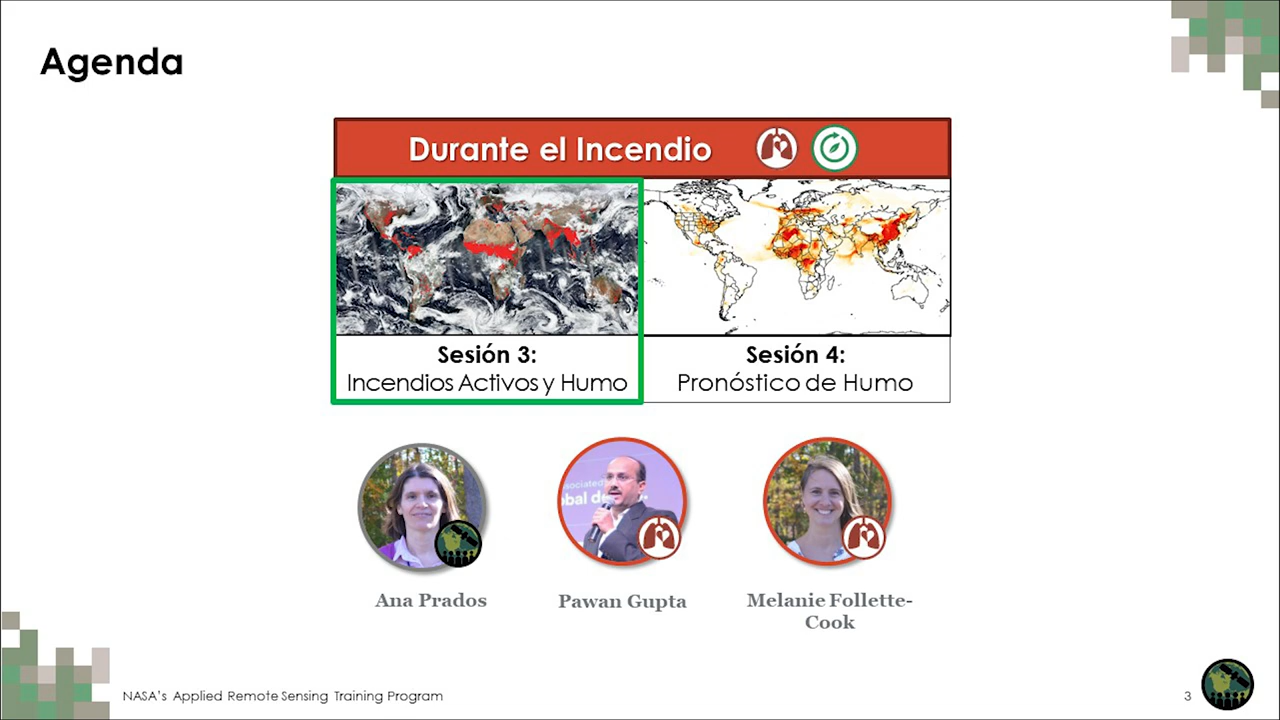 Agenda
Durante el Incendio
Sesión 3:
Incendios Activos y Humo
Sesión 4:
Pronóstico de Humo
Ana Prados
Pawan Gupta
Melanie Follette-
Cook
NASA's Applied Remote Sensing Training Program
3